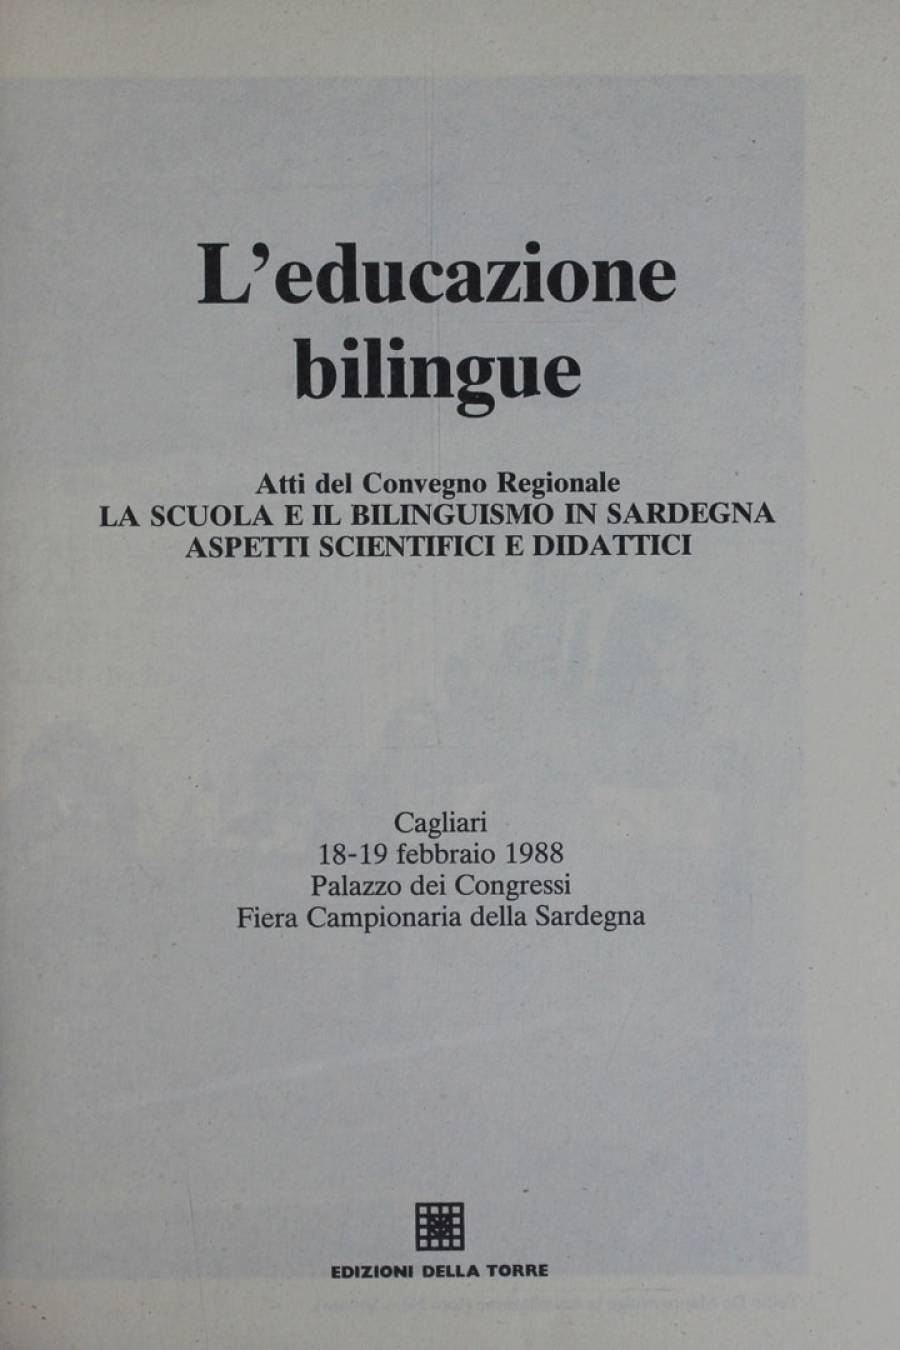 L'educazione
bilingue
Atti del Convegno Regionale
LA SCUOLA E IL BILINGUISMO IN SARDEGNA
ASPETTI SCIENTIFICI E DIDATTICI
Cagliari
18-19 febbraio 1988
Palazzo dei Congressi
Fiera Campionaria della Sardegna
EDIZIONI DELLA TORRE